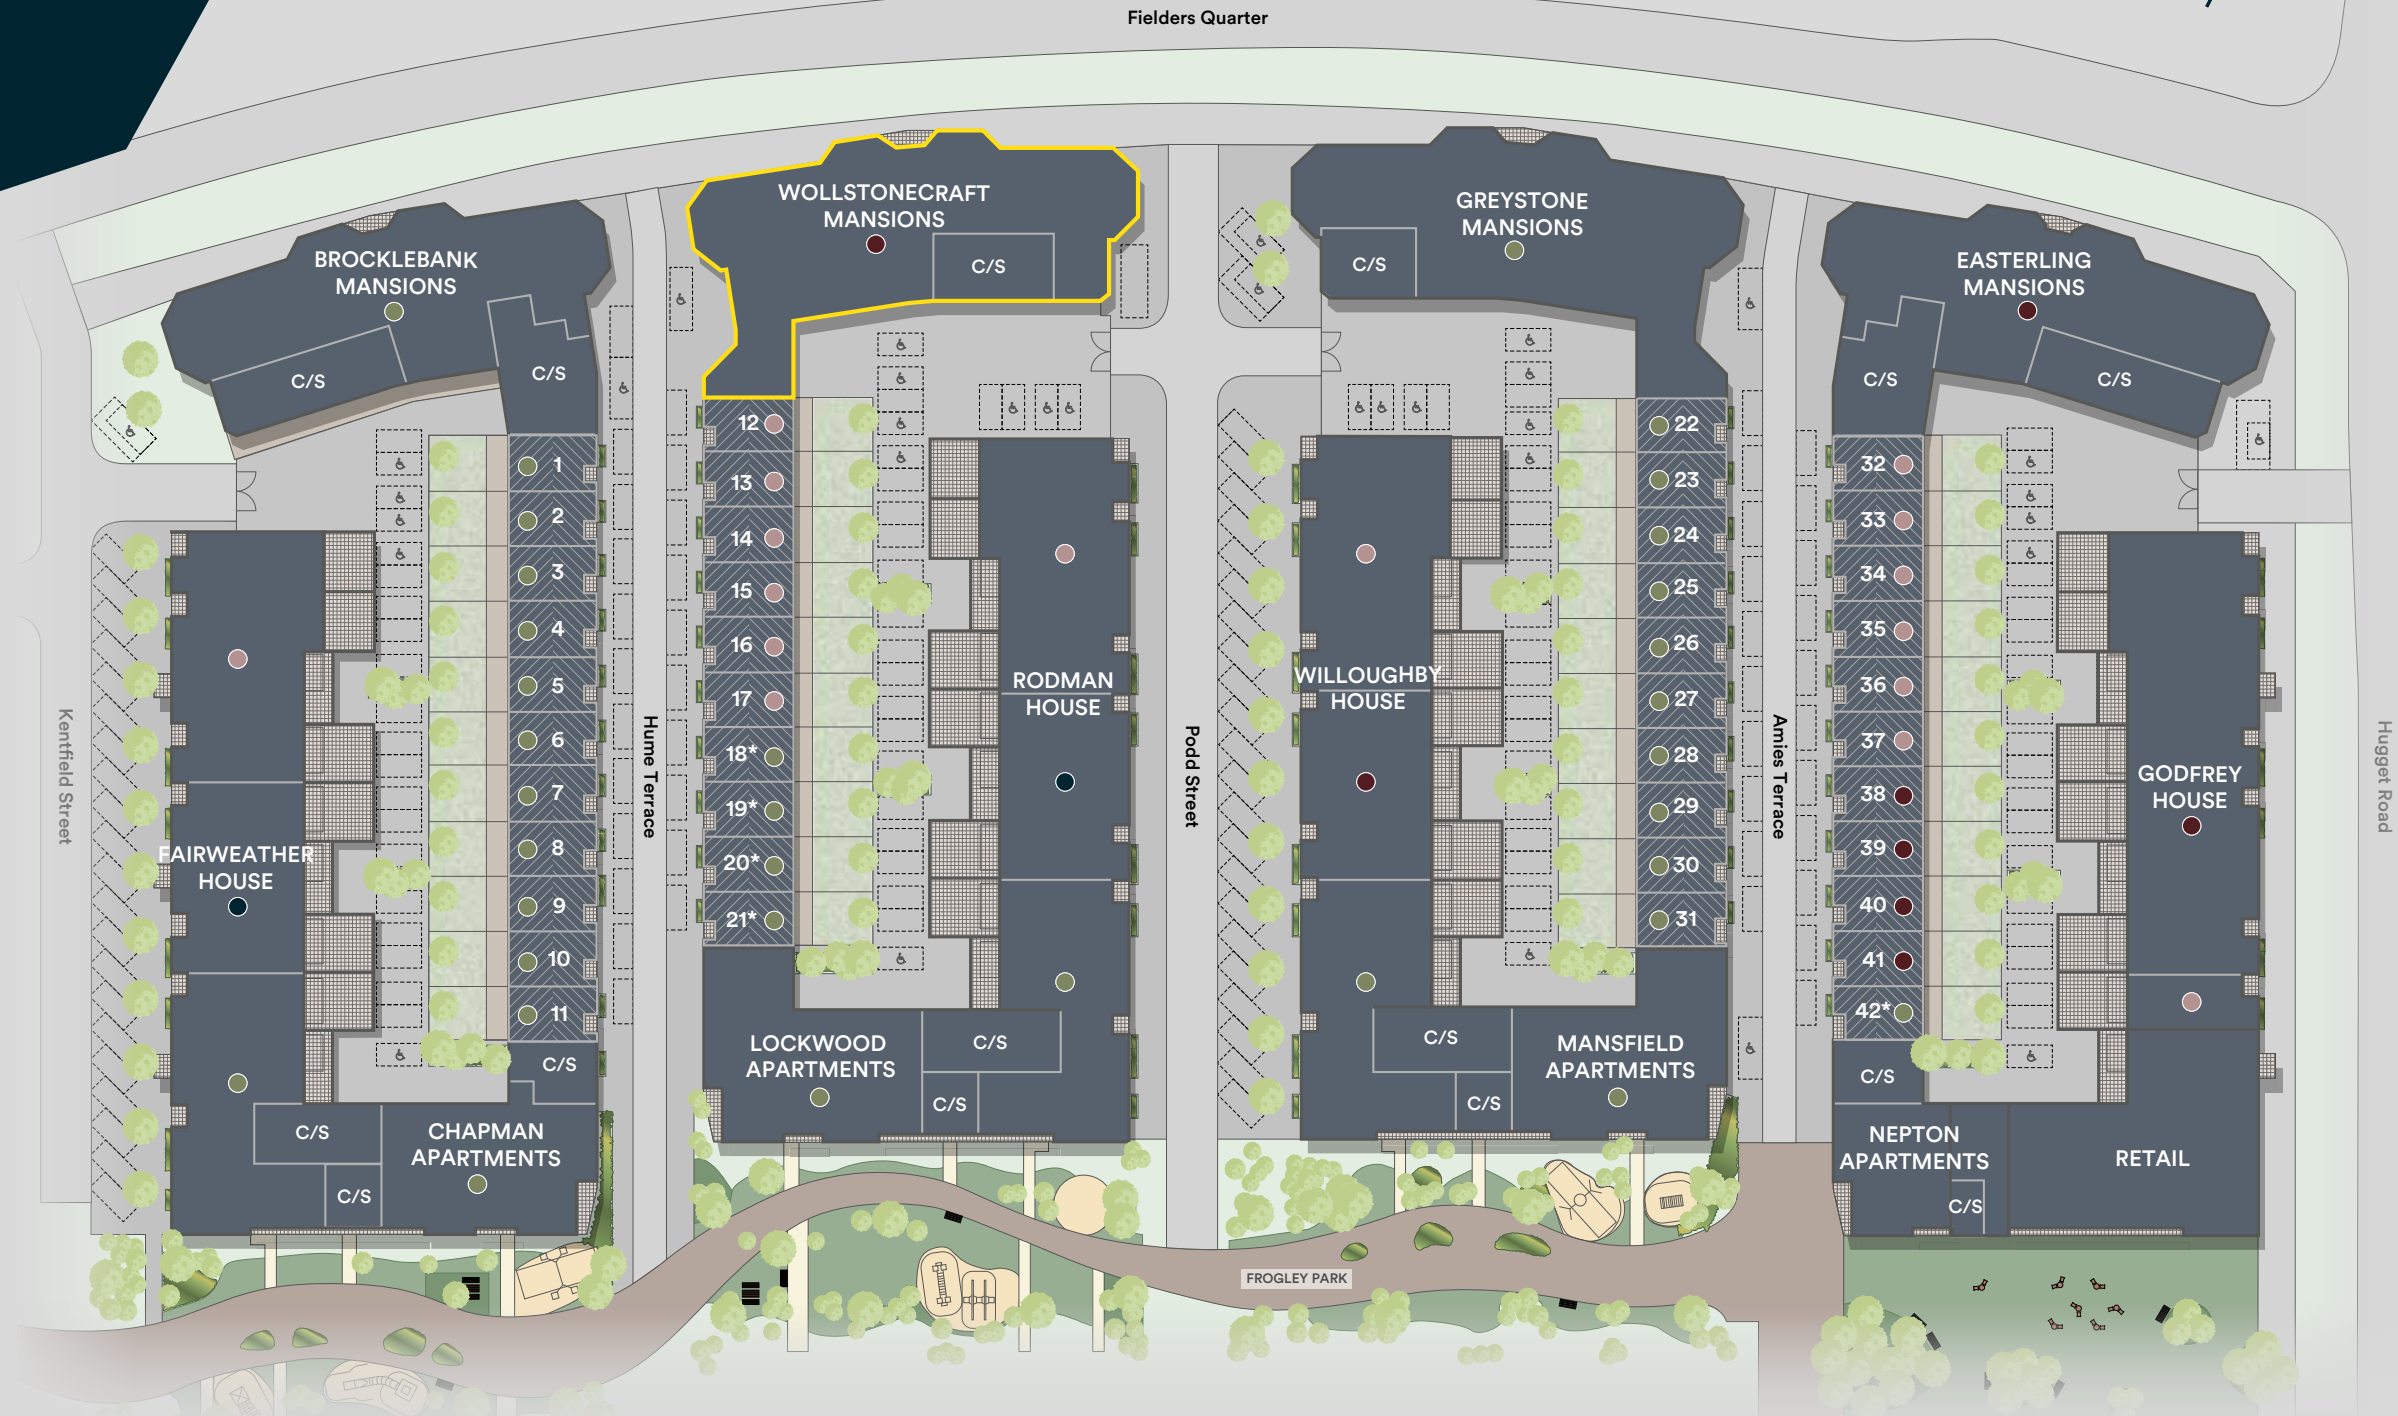 Fielders Quarter
WOLLSTONECRAFT
MANSIONS
C/S
GREYSTONE
MANSIONS
C/S
BROCKLEBANK
MANSIONS
C/S
C/S
EASTERLING
MANSIONS
C/S
C/S
1
2
3
4
5
6
7
8
9
10
11
C/S
12
13
14
15
16
17
18*
19*
20*
21*
22
23
24
25
26
27
28
29
30
31
32
33
34
35
36
37
38
39
40
41
42*
C/S
Kentfield Street
Hume Terrace
Podd Street
Amies Terrace
Hugget Road
FAIRWEATHER
HOUSE
RODMAN
HOUSE
WILLOUGHBY
HOUSE
GODFREY
HOUSE
C/S
C/S
CHAPMAN
APARTMENTS
LOCKWOOD
APARTMENTS
C/S
C/S
C/S
C/S
MANSFIELD
APARTMENTS
NEPTON
APARTMENTS
C/S
RETAIL
FROGLEY PARK